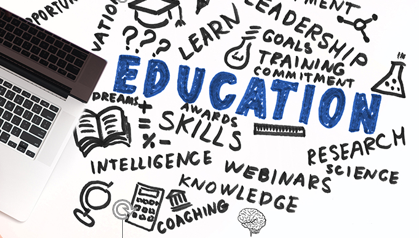 LEADERSHIP
LEARN
GOALS
TRAINING
COMMITMENT
???
EDUCATION
DREAMS
AWARDS
SKILLS
RESEARCH
SCIENCE
INTELLIGENCE
WEBINARS
KNOWLEDGE
COACHING